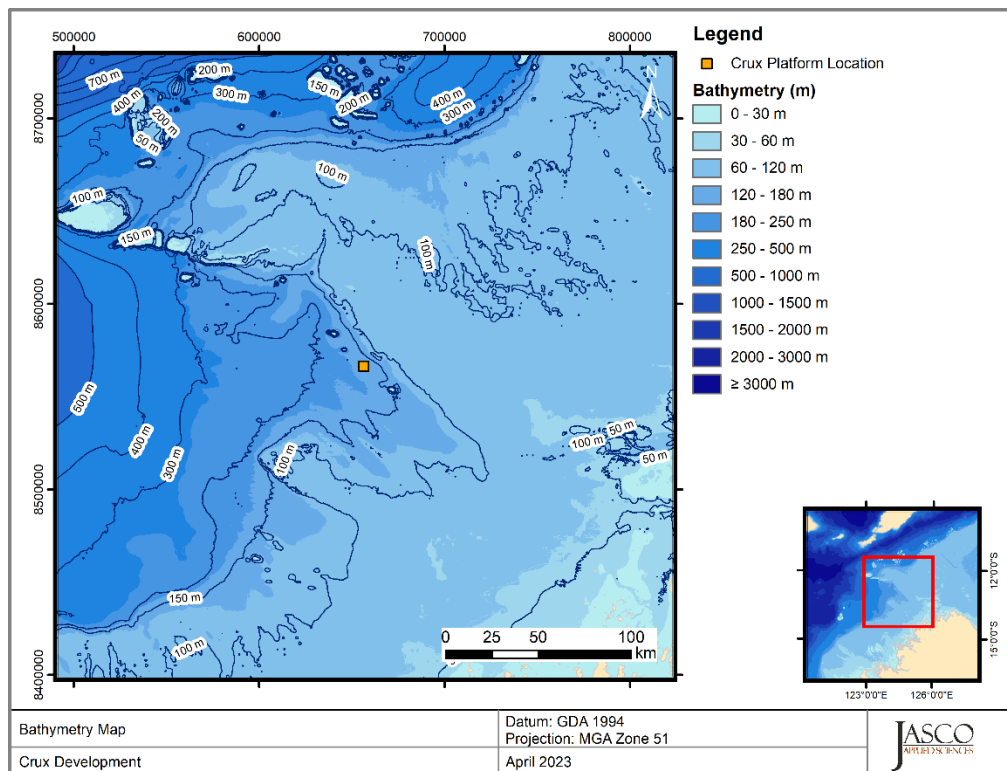 500000 600000 700000 800000
8700000
8600000
8500000
8400000
700 m
400 m
200 m
50 m
200 m
300 m
150 m
200 m
400 m
300 m
100 m
100 m
150 m
100 m
500 m
400 m
300 m
100 m
100 m
50 m
50 m
150 m
100 m
N
0 25 50 100
km
Legend
Crux Platform Location
Bathymetry (m)
0 - 30 m
30 - 60 m
60 - 120 m
120 - 180 m
180 - 250 m
250 - 500 m
500 - 1000 m
1000 - 1500 m
1500 - 2000 m
2000 - 3000 m
≥ 3000 m
12°0'0"S
15°0'0"S
123°0'0"E 126°0'0"E
Bathymetry Map
Datum: GDA 1994
Projection: MGA Zone 51
Crux Development
April 2023
JASCO
APPLIED SCIENCES